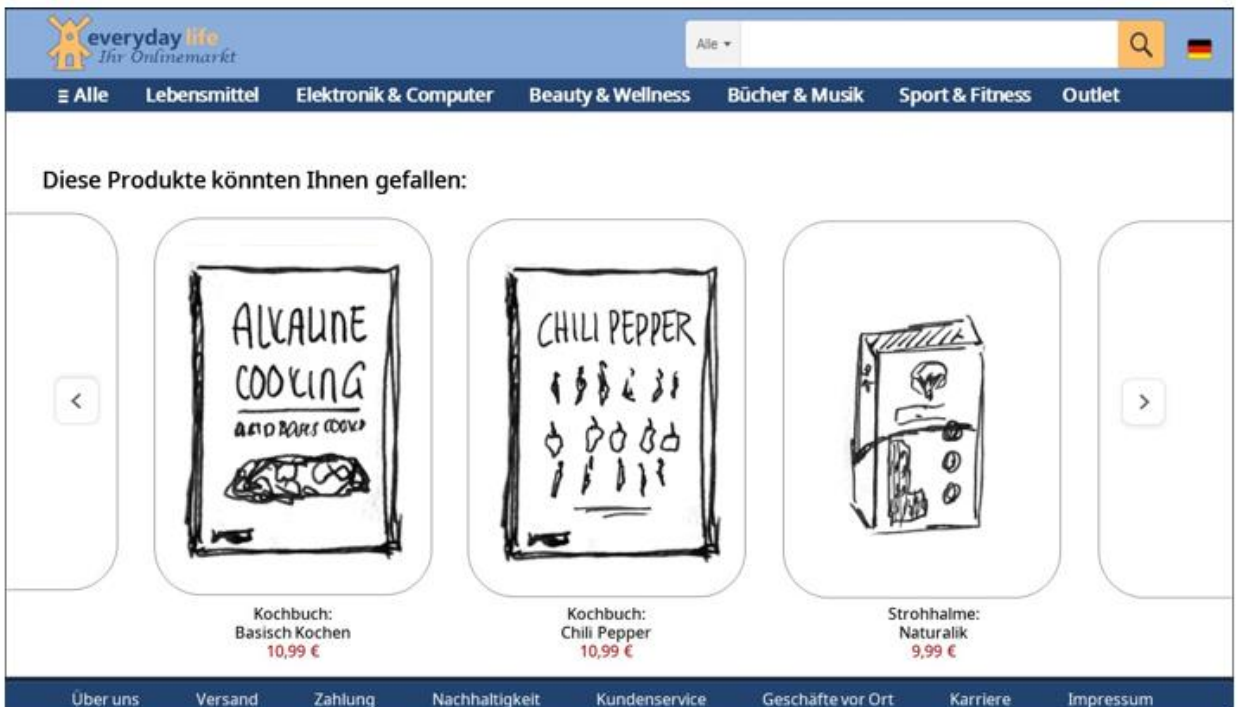 everyday life
Ihr Onlinemarkt
Alle
Alle
Lebensmittel
Elektronik & Computer
Beauty & Wellness
Bücher & Musik
Sport & Fitness
Outlet
Diese Produkte könnten Ihnen gefallen:
ALKALINE
COOKING
CHILI PEPPER
Kochbuch:
Basisch Kochen
10,99 €
Kochbuch:
Chili Pepper
10,99 €
Strohhalme:
Naturalik
9,99 €
Über uns
Versand
Zahlung
Nachhaltigkeit
Kundenservice
Geschäfte vor Ort
Karriere
Impressum